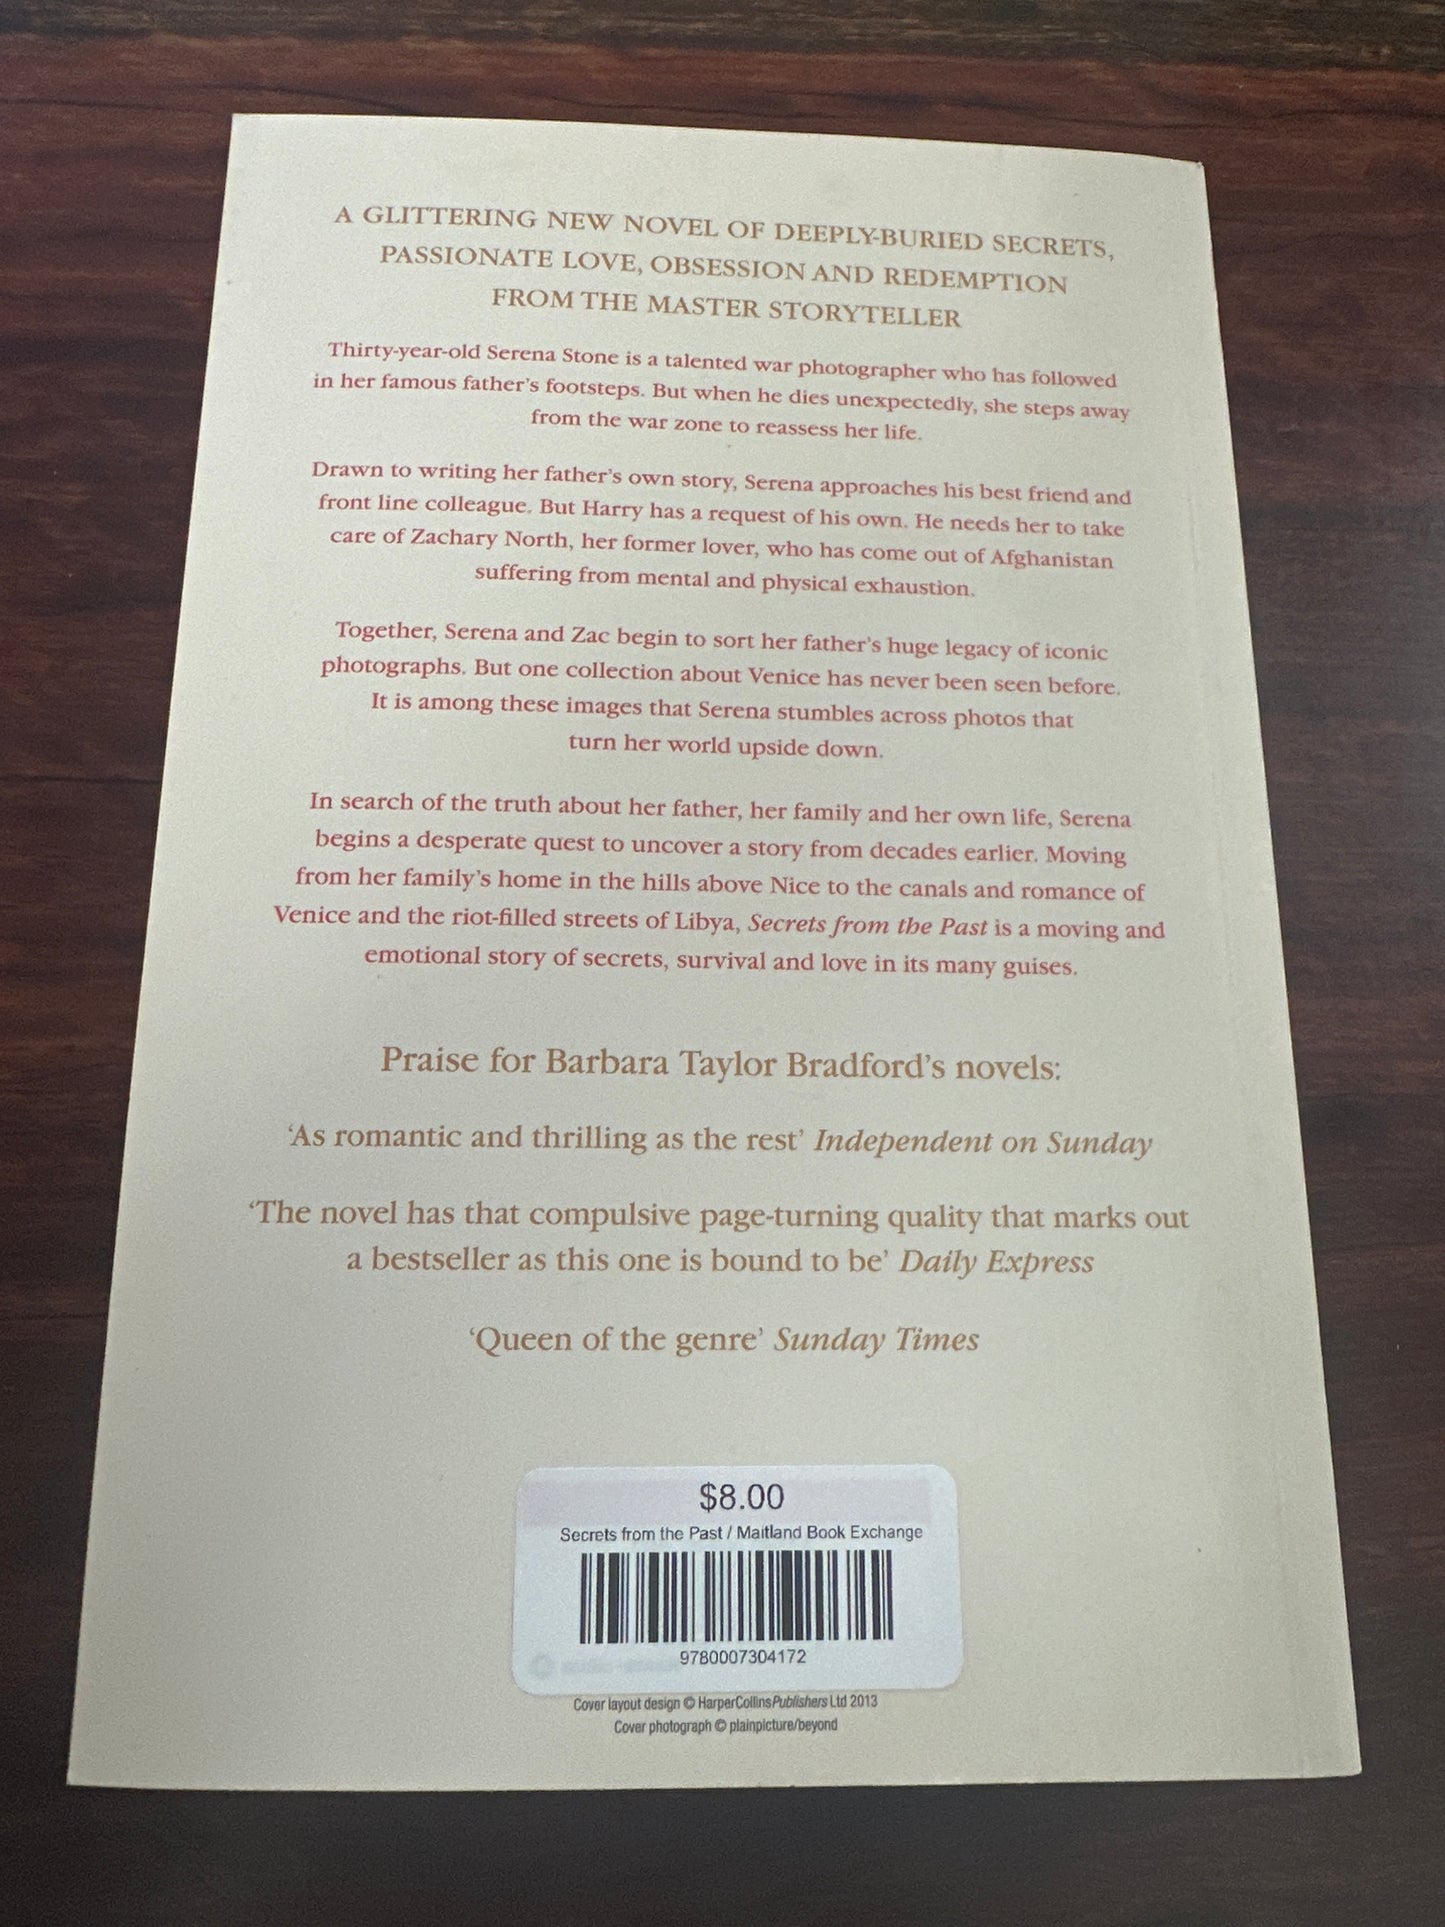 A GLITTERING NEW NOVEL OF DEEPLY-BURIED SECRETS,
PASSIONATE LOVE, OBSESSION AND REDEMPTION
FROM THE MASTER STORYTELLER
Thirty-year-old Serena Stone is a talented war photographer who has followed
in her famous father's footsteps. But when he dies unexpectedly, she steps away
from the war zone to reassess her life.
Drawn to writing her father's own story, Serena approaches his best friend and
front line colleague. But Harry has a request of his own. He needs her to take
care of Zachary North, her former lover, who has come out of Afghanistan
suffering from mental and physical exhaustion.
Together, Serena and Zac begin to sort her father's huge legacy of iconic
photographs. But one collection about Venice has never been seen before.
It is among these images that Serena stumbles across photos that
turn her world upside down.
In search of the truth about her father, her family and her own life, Serena
begins a desperate quest to uncover a story from decades earlier. Moving
from her family's home in the hills above Nice to the canals and romance of
Venice and the riot-filled streets of Libya, Secrets from the Past is a moving and
emotional story of secrets, survival and love in its many guises.
Praise for Barbara Taylor Bradford's novels:
'As romantic and thrilling as the rest' Independent on Sunday
'The novel has that compulsive page-turning quality that marks out
a bestseller as this one is bound to be' Daily Express
'Queen of the genre' Sunday Times
$8.00
Secrets from the Past / Maitland Book Exchange
9780007304172
Cover layout design © HarperCollinsPublishers Ltd 2013
Cover photograph © plainpicture/beyond